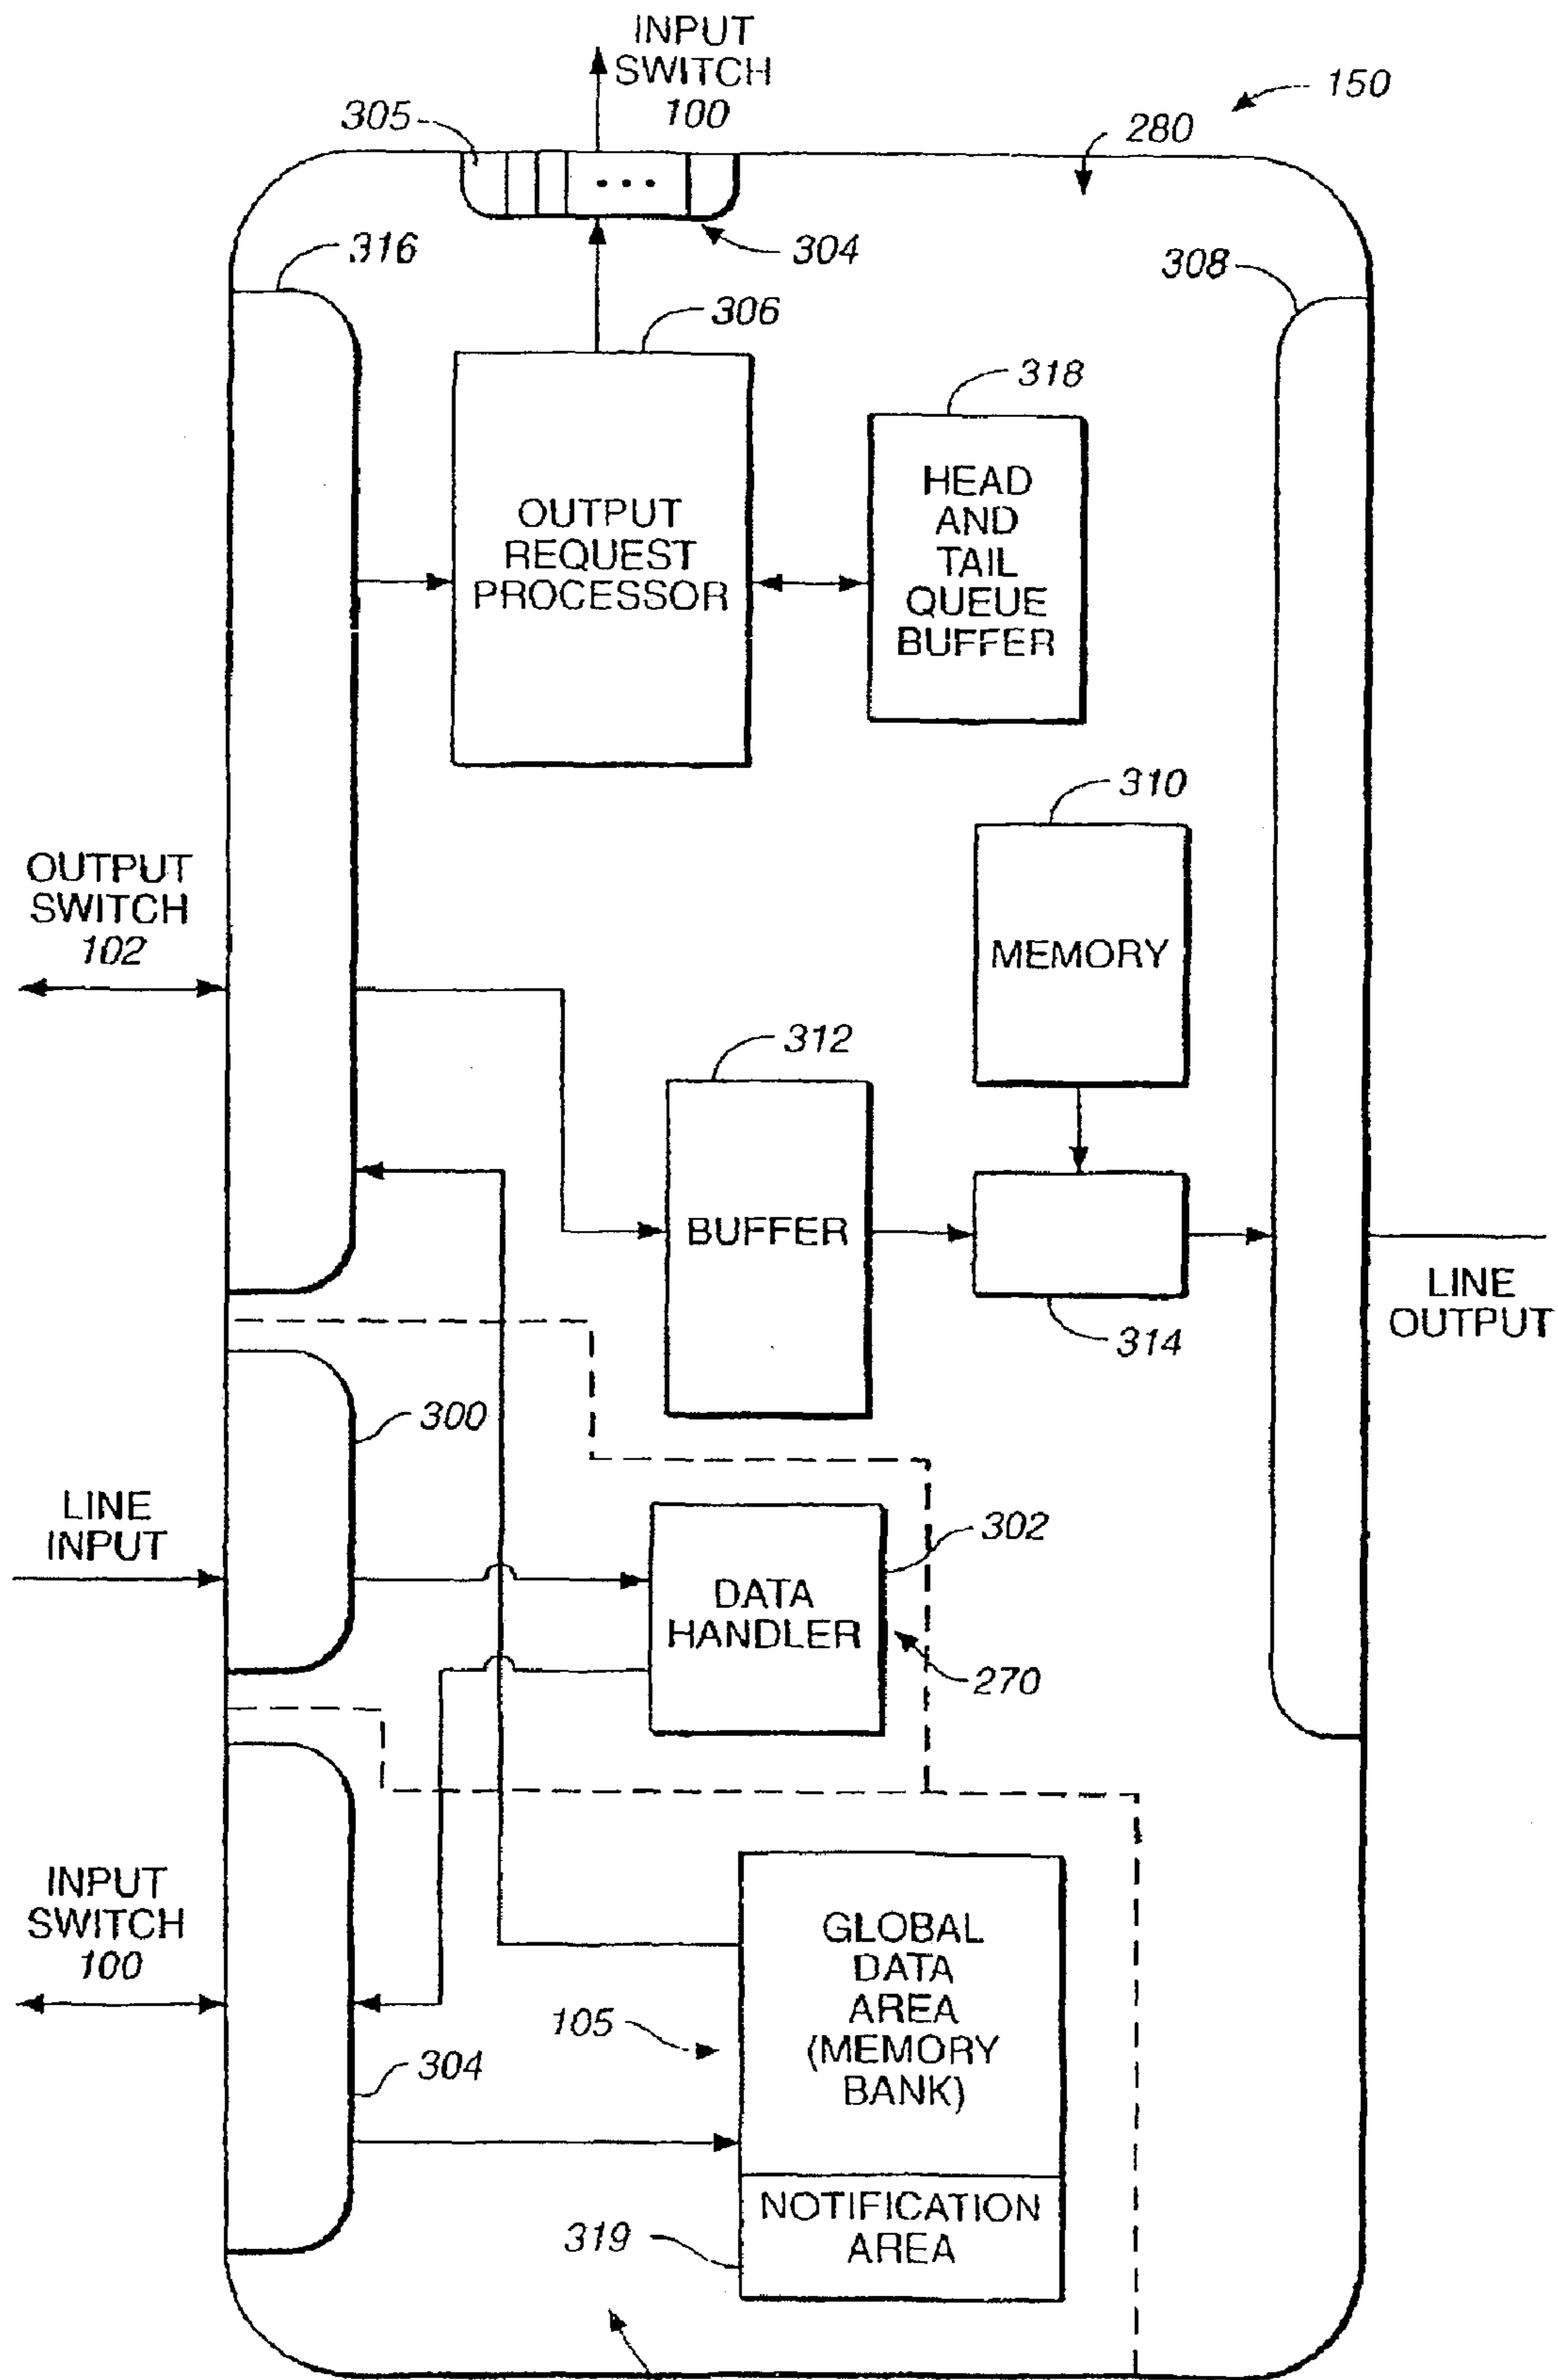 INPUT
SWITCH
100
150
305
280
304
316
308
306
318
OUTPUT
REQUEST
PROCESSOR
HEAD
AND
TAIL
QUEUE
BUFFER
310
OUTPUT
SWITCH
102
MEMORY
312
BUFFER
LINE
OUTPUT
314
300
LINE
INPUT
302
DATA
HANDLER
270
INPUT
SWITCH
100
GLOBAL
DATA
AREA
(MEMORY
BANK)
105
304
NOTIFICATION
AREA
319